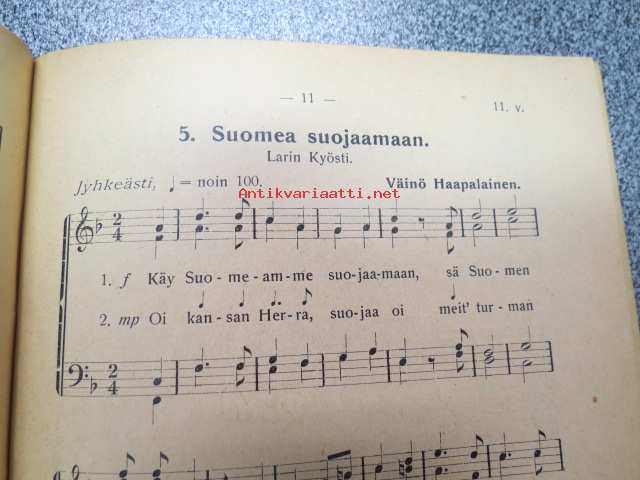 — 11 —
11. v.
5. Suomea suojaamaan.
Larin Kyösti.
Jyhkeästi, ♩ = noin 100.
Väinö Haapalainen.
Antikvariaatti.net
1. f Käy Suo - me - am - me suo - jaa - maan, sä Suo - men
2. mp Oi kan - san Her - ra, suo - jaa oi meit' tur - man